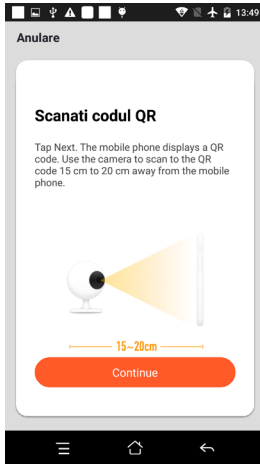 13:49
Anulare
Scanati codul QR
Tap Next. The mobile phone displays a QR
code. Use the camera to scan to the QR
code 15 cm to 20 cm away from the mobile
phone.
15~20cm
Continue